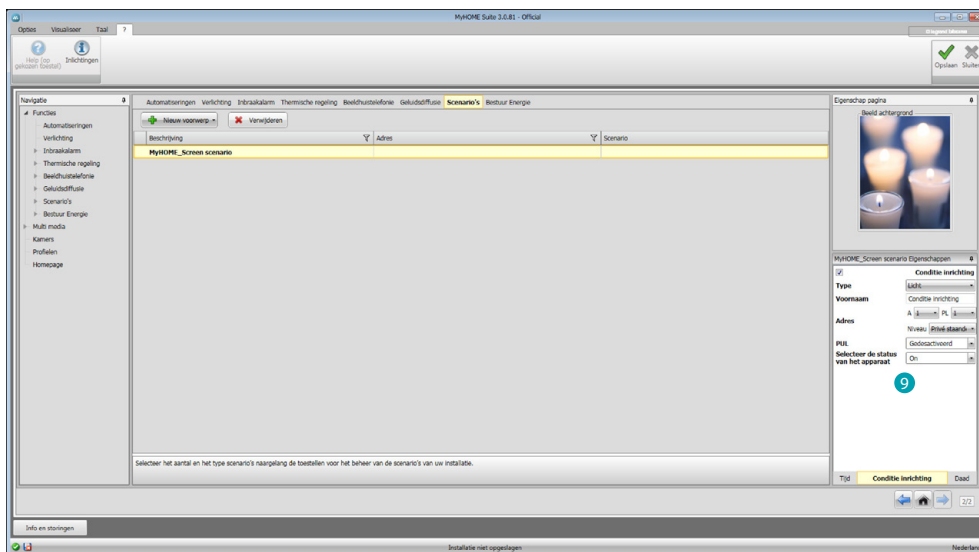 MyHOME Suite 3.0.81 - Official
Opties Visualiseer Taal ?
Help (op gekozen toestel)
Inlichtingen
Opslaan Sluiten
Navigatie
Functies
Automatiseringen
Verlichting
Inbraakalarm
Thermische regeling
Beeldhuistelefonie
Geluidsdiffusie
Scenario's
Bestuur Energie
Multi media
Kamers
Profielen
Homepage
Automatiseringen Verlichting Inbraakalarm Thermische regeling Beeldhuistelefonie Geluidsdiffusie Scenario's Bestuur Energie
Nieuw voorwerp Verwijderen
Beschrijving Adres Scenario
MyHOME_Screen scenario
Selecteer het aantal en het type scenario's naargelang de toestellen voor het beheer van de scenario's van uw installatie.
Eigenschap pagina
Beeld achtergrond
MyHOME_Screen scenario Eigenschappen
Conditie inrichting
Type Licht
Voornaam Conditie inrichting
Adres A 1 PL 1
Niveau Privé staand
PUL Gedesactiveerd
Selecteer de status
van het apparaat On
9
Tijd Conditie inrichting Daad
2/2
Info en storingen
Installatie niet opgeslagen
Nederlan